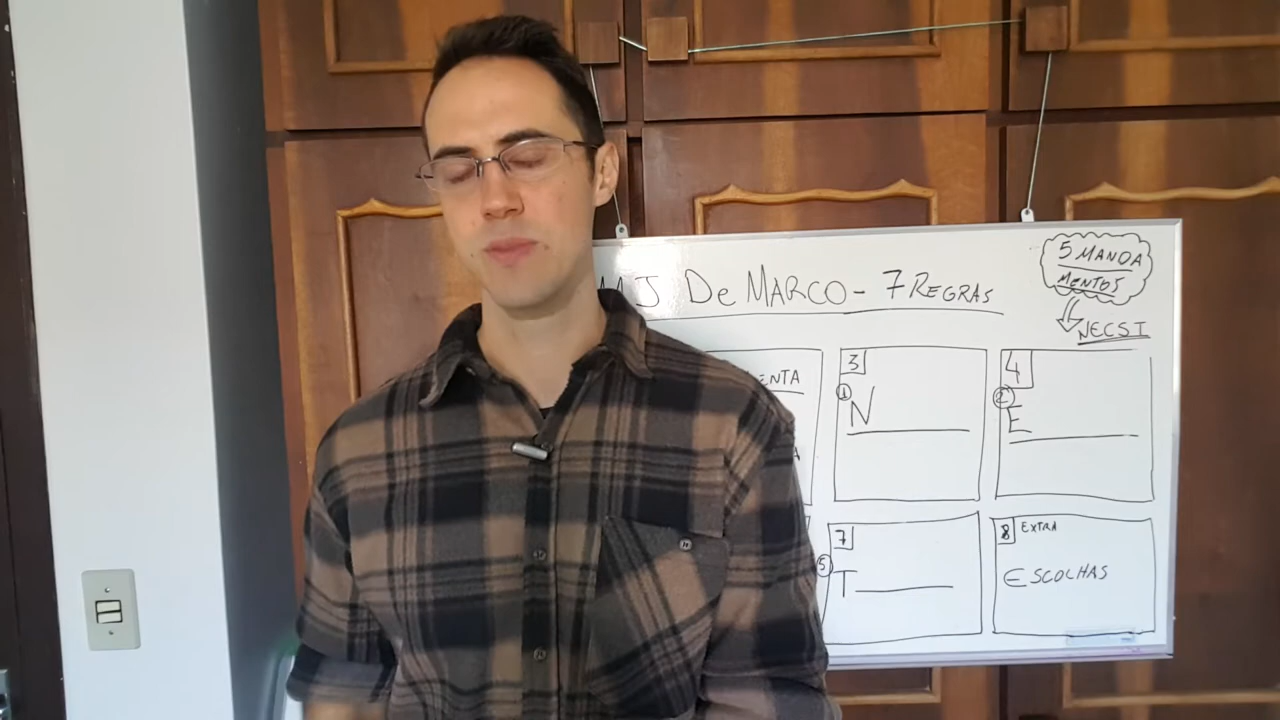 MJ De MARCO - 7 REGRAS
5 MANDA
MENTOS
NECSI
ENTA
3
1
N
4
2
E
A
7
5
T
8 EXTRA
ESCOLHAS